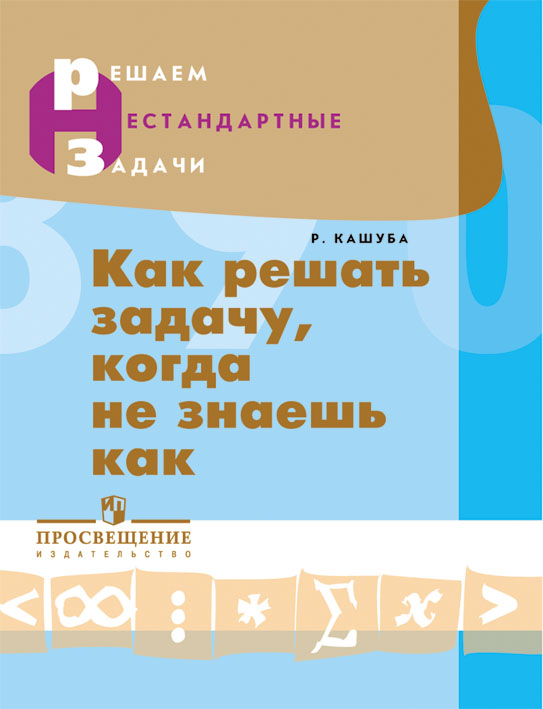 Решаем
Нестандартные
Задачи
Р. КАШУБА
Как решать
задачу,
когда
не знаешь
как
ИП
ПРОСВЕЩЕНИЕ
ИЗДАТЕЛЬСТВО
< ∞ ⋮ * Σ x >